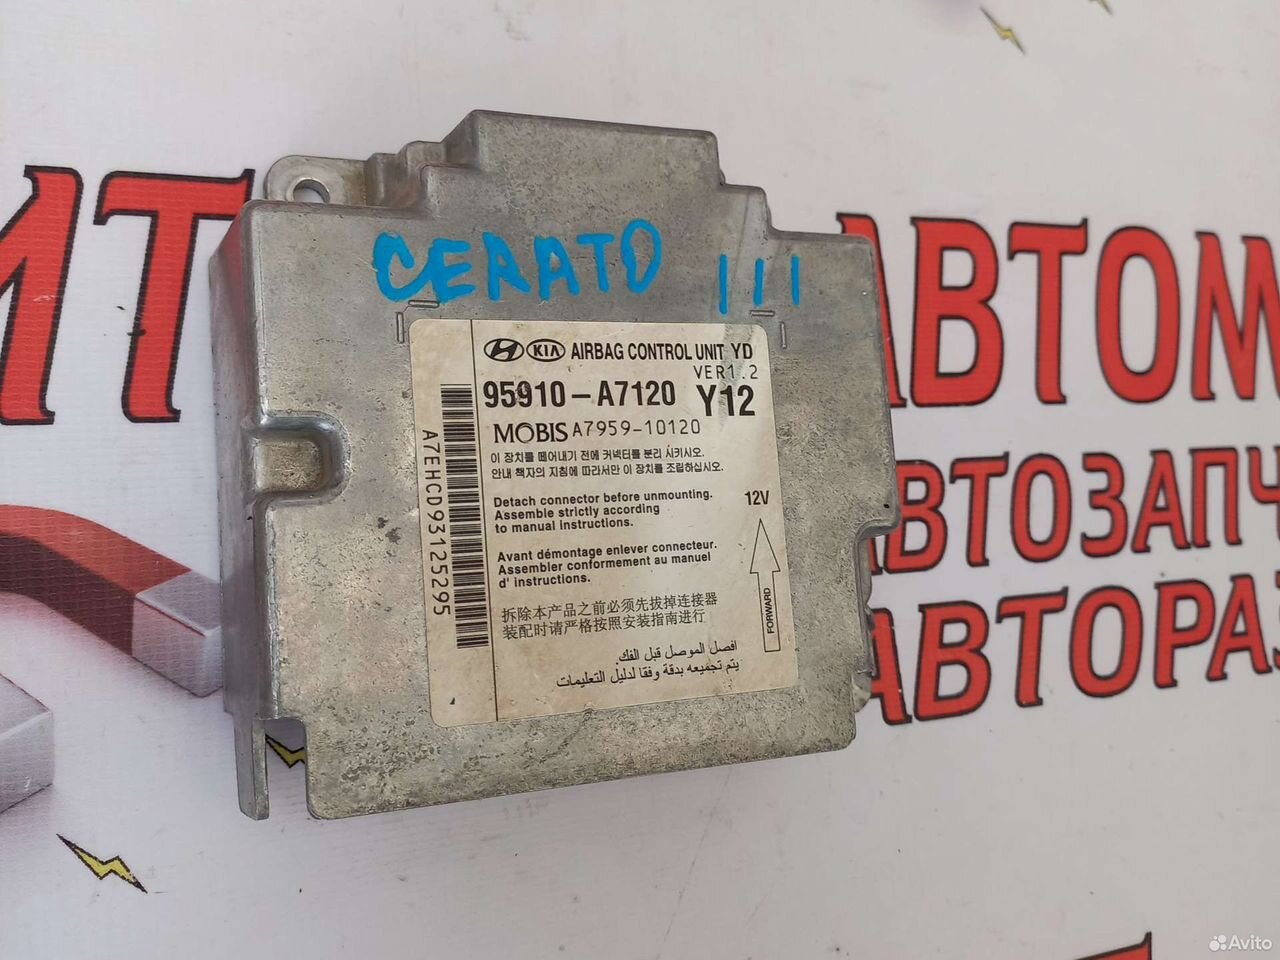 CERATO III
HYUNDAI KIA AIRBAG CONTROL UNIT YD
VER1.2
95910-A7120 Y12
MOBIS A7959-10120
이 장치를 떼어내기 전에 커넥터를 분리 시키시오.
안내 책자의 지침에 따라서만 이 장치를 조립하십시오.
Detach connector before unmounting.
Assemble strictly according
to manual instructions.
12V
Avant démontage enlever connecteur.
Assembler conformement au manuel
d' instructions.
FORWARD
拆除本产品之前必须先拔掉连接器
装配时请严格按照安装指南进行
افصل الموصل قبل الفك.
يتم تجميعه بدقة وفقا لدليل التعليمات
A7EHCD93125295
МТ
АВТОМ
АВТОЗАПЧ
АВТОРАЗ
Avito